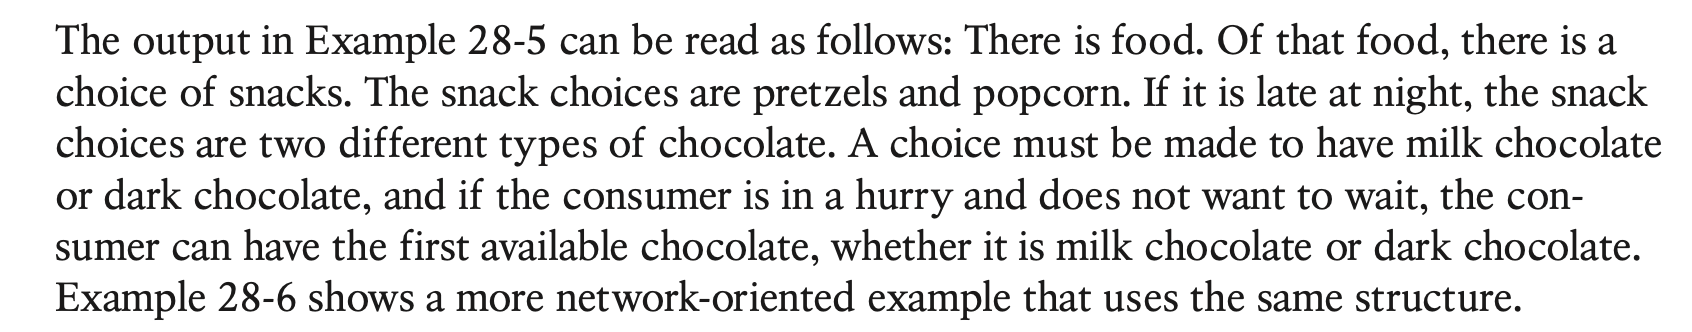 The output in Example 28-5 can be read as follows: There is food. Of that food, there is a
choice of snacks. The snack choices are pretzels and popcorn. If it is late at night, the snack
choices are two different types of chocolate. A choice must be made to have milk chocolate
or dark chocolate, and if the consumer is in a hurry and does not want to wait, the con-
sumer can have the first available chocolate, whether it is milk chocolate or dark chocolate.
Example 28-6 shows a more network-oriented example that uses the same structure.